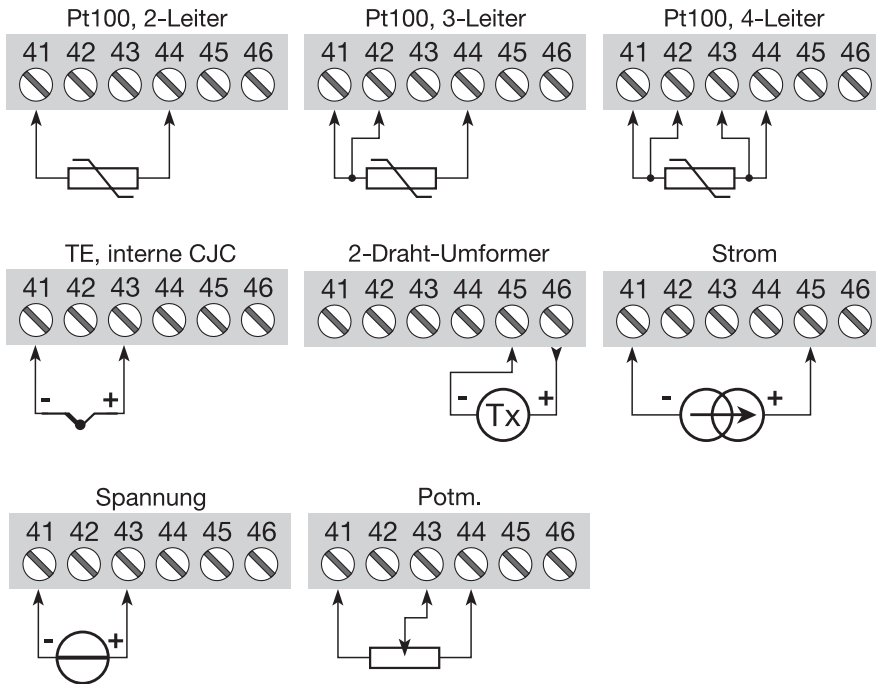 Pt100, 2-Leiter
41 42 43 44 45 46
Pt100, 3-Leiter
41 42 43 44 45 46
Pt100, 4-Leiter
41 42 43 44 45 46
TE, interne CJC
41 42 43 44 45 46
- +
2-Draht-Umformer
41 42 43 44 45 46
- Tx +
Strom
41 42 43 44 45 46
- +
Spannung
41 42 43 44 45 46
- +
Potm.
41 42 43 44 45 46